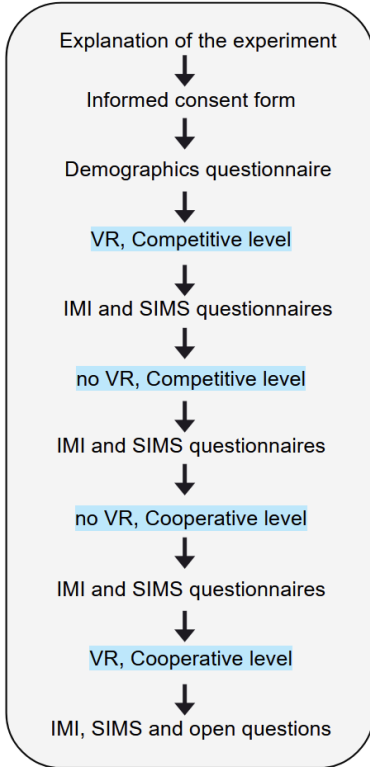 Explanation of the experiment
Informed consent form
Demographics questionnaire
VR, Competitive level
IMI and SIMS questionnaires
no VR, Competitive level
IMI and SIMS questionnaires
no VR, Cooperative level
IMI and SIMS questionnaires
VR, Cooperative level
IMI, SIMS and open questions